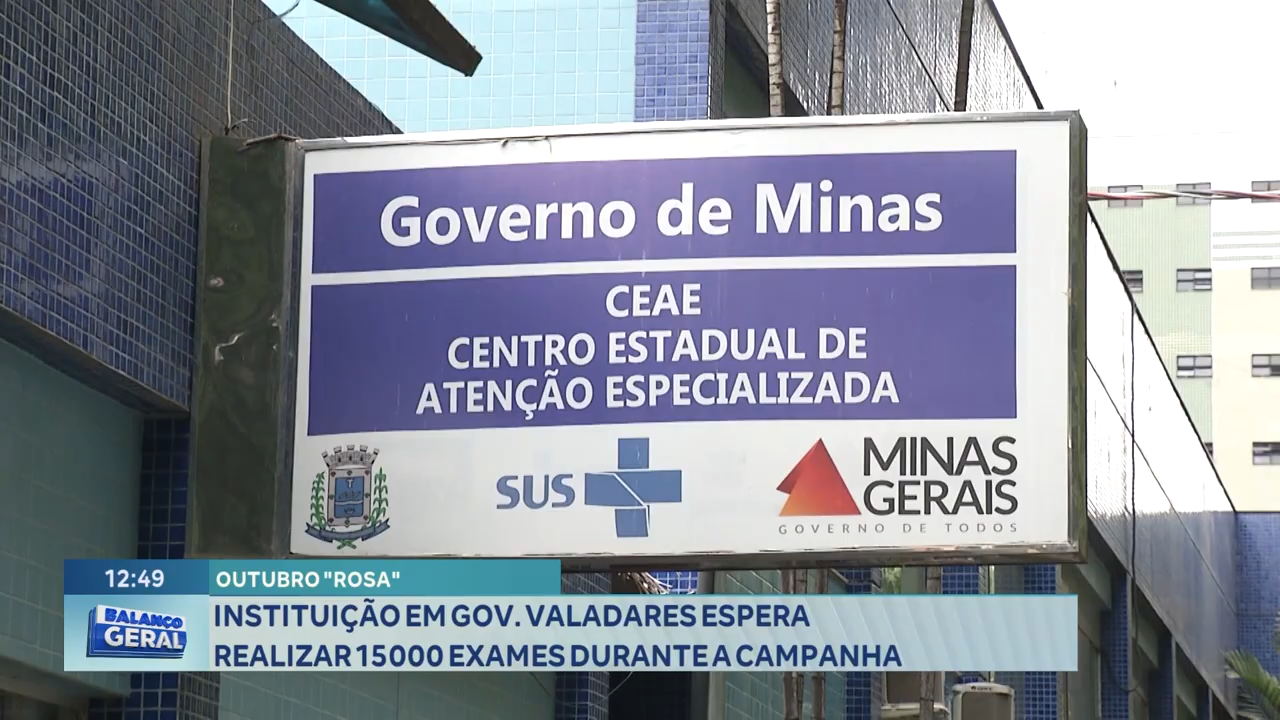 Governo de Minas
CEAE
CENTRO ESTADUAL DE
ATENÇÃO ESPECIALIZADA
SUS
MINAS
GERAIS
GOVERNO DE TODOS
12:49
OUTUBRO "ROSA"
BALANÇO
GERAL
INSTITUIÇÃO EM GOV. VALADARES ESPERA
REALIZAR 15000 EXAMES DURANTE A CAMPANHA